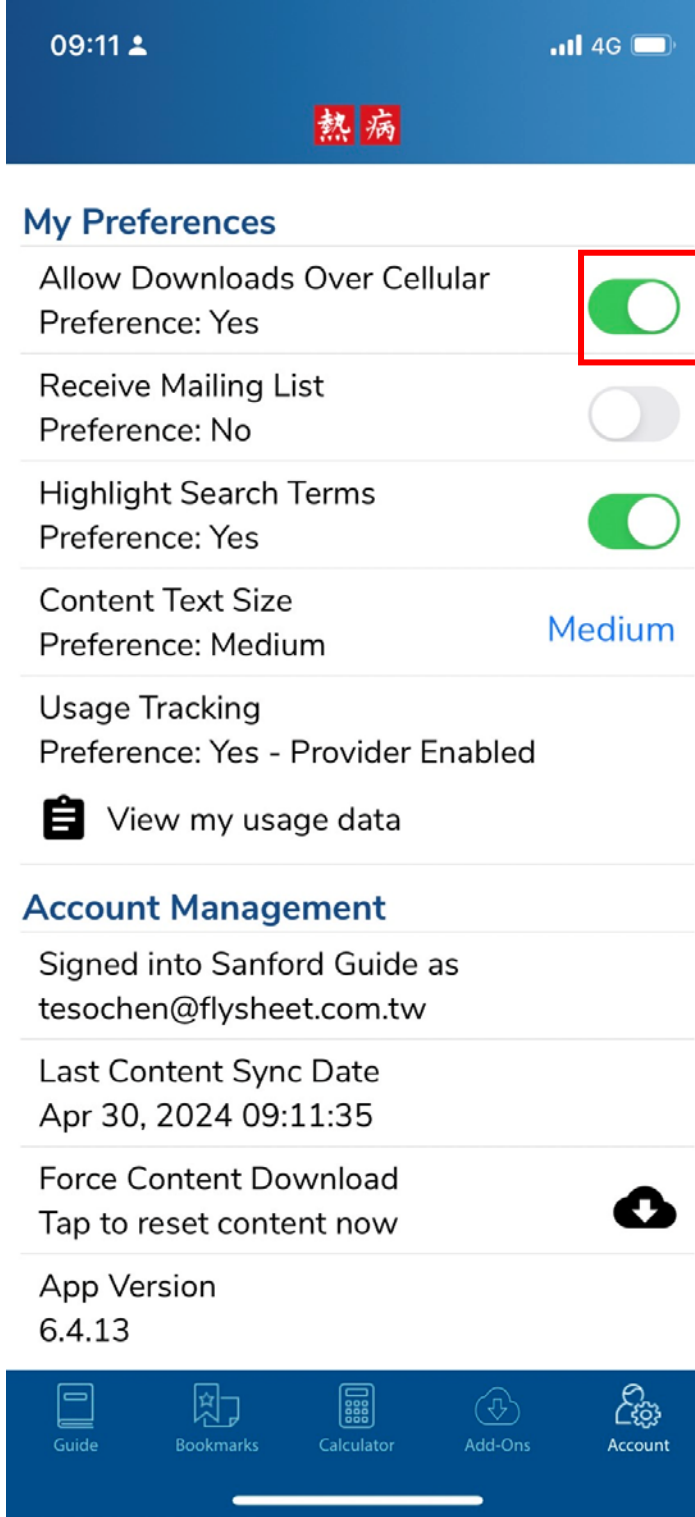 09:11
4G
熱病
My Preferences
Allow Downloads Over Cellular
Preference: Yes
Receive Mailing List
Preference: No
Highlight Search Terms
Preference: Yes
Content Text Size
Preference: Medium
Medium
Usage Tracking
Preference: Yes - Provider Enabled
View my usage data
Account Management
Signed into Sanford Guide as
tesochen@flysheet.com.tw
Last Content Sync Date
Apr 30, 2024 09:11:35
Force Content Download
Tap to reset content now
App Version
6.4.13
Guide
Bookmarks
Calculator
Add-Ons
Account